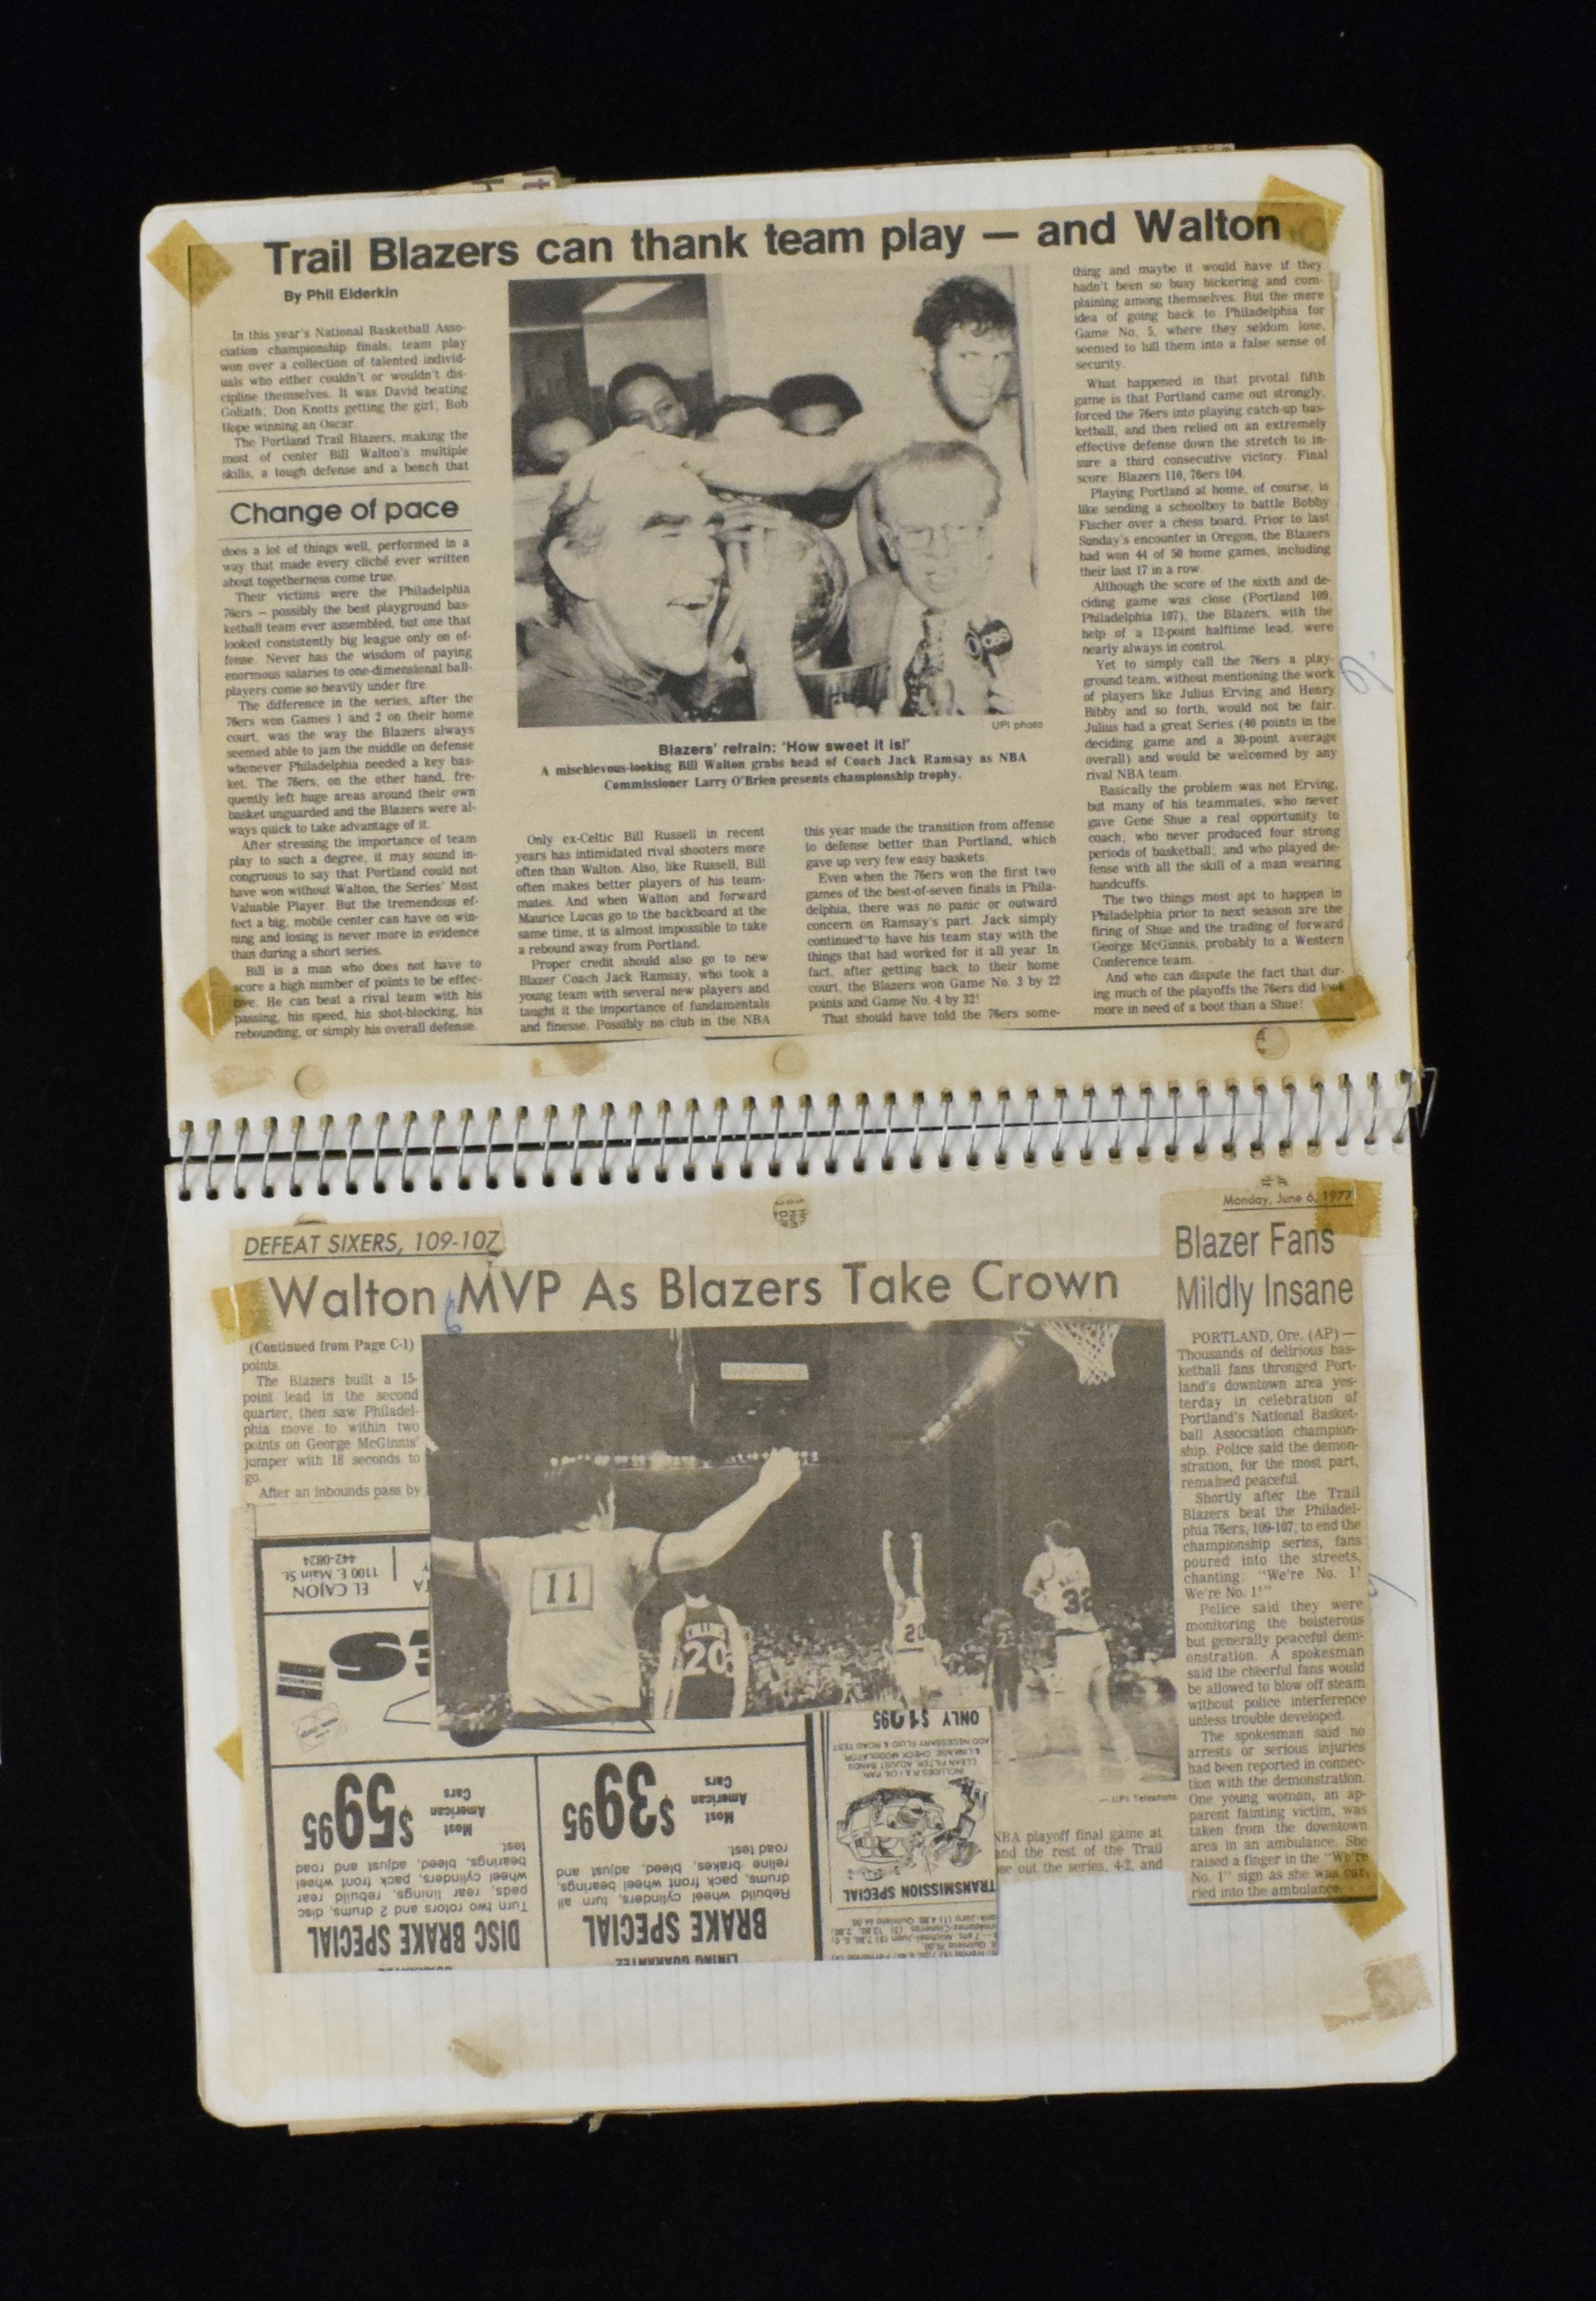 Trail Blazers can thank team play — and Walton
By Phil Elderkin
In this year's National Basketball Asso-
ciation championship finals, team play
won over a collection of talented individ-
uals who either couldn't or wouldn't dis-
cipline themselves. It was David beating
Goliath; Don Knotts getting the girl; Bob
Hope winning an Oscar.
The Portland Trail Blazers, making the
most of center Bill Walton's multiple
skills, a tough defense and a bench that
Change of pace
does a lot of things well, performed in a
way that made every cliché ever written
about togetherness come true.
Their victims were the Philadelphia
76ers — possibly the best playground bas-
ketball team ever assembled, but one that
looked consistently big league only on of-
fense. Never has the wisdom of paying
enormous salaries to one-dimensional ball-
players come so heavily under fire.
The difference in the series, after the
76ers won Games 1 and 2 on their home
court, was the way the Blazers always
seemed able to jam the middle on defense
whenever Philadelphia needed a key bas-
ket. The 76ers, on the other hand, fre-
quently left huge areas around their own
basket unguarded and the Blazers were al-
ways quick to take advantage of it.
After stressing the importance of team
play to such a degree, it may sound in-
congruous to say that Portland could not
have won without Walton, the Series' Most
Valuable Player. But the tremendous ef-
fect a big, mobile center can have on win-
ning and losing is never more in evidence
than during a short series.
Bill is a man who does not have to
score a high number of points to be effec-
tive. He can beat a rival team with his
passing, his speed, his shot-blocking, his
rebounding, or simply his overall defense.
CBS
UPI photo
Blazers' refrain: 'How sweet it is!'
A mischievous-looking Bill Walton grabs head of Coach Jack Ramsay as NBA
Commissioner Larry O'Brien presents championship trophy.
Only ex-Celtic Bill Russell in recent
years has intimidated rival shooters more
often than Walton. Also, like Russell, Bill
often makes better players of his team-
mates. And when Walton and forward
Maurice Lucas go to the backboard at the
same time, it is almost impossible to take
a rebound away from Portland.
Proper credit should also go to new
Blazer Coach Jack Ramsay, who took a
young team with several new players and
taught it the importance of fundamentals
and finesse. Possibly no club in the NBA
this year made the transition from offense
to defense better than Portland, which
gave up very few easy baskets.
Even when the 76ers won the first two
games of the best-of-seven finals in Phila-
delphia, there was no panic or outward
concern on Ramsay's part. Jack simply
continued to have his team stay with the
things that had worked for it all year. In
fact, after getting back to their home
court, the Blazers won Game No. 3 by 22
points and Game No. 4 by 32!
That should have told the 76ers some-
thing and maybe it would have if they
hadn't been so busy bickering and com-
plaining among themselves. But the mere
idea of going back to Philadelphia for
Game No. 5, where they seldom lose,
seemed to lull them into a false sense of
security.
What happened in that pivotal fifth
game is that Portland came out strongly,
forced the 76ers into playing catch-up bas-
ketball, and then relied on an extremely
effective defense down the stretch to in-
sure a third consecutive victory. Final
score: Blazers 110, 76ers 104.
Playing Portland at home, of course, is
like sending a schoolboy to battle Bobby
Fischer over a chess board. Prior to last
Sunday's encounter in Oregon, the Blazers
had won 44 of 50 home games, including
their last 17 in a row.
Although the score of the sixth and de-
ciding game was close (Portland 109,
Philadelphia 107), the Blazers, with the
help of a 12-point halftime lead, were
nearly always in control.
Yet to simply call the 76ers a play-
ground team, without mentioning the work
of players like Julius Erving and Henry
Bibby and so forth, would not be fair.
Julius had a great Series (40 points in the
deciding game and a 30-point average
overall) and would be welcomed by any
rival NBA team.
Basically the problem was not Erving,
but many of his teammates, who never
gave Gene Shue a real opportunity to
coach; who never produced four strong
periods of basketball; and who played de-
fense with all the skill of a man wearing
handcuffs.
The two things most apt to happen in
Philadelphia prior to next season are the
firing of Shue and the trading of forward
George McGinnis, probably to a Western
Conference team.
And who can dispute the fact that dur-
ing much of the playoffs the 76ers did look
more in need of a boot than a Shue!
DEFEAT SIXERS, 109-107
Walton MVP As Blazers Take Crown
(Continued from Page C-1)
points.
The Blazers built a 15-
point lead in the second
quarter, then saw Philadel-
phia move to within two
points on George McGinnis'
jumper with 18 seconds to
go.
After an inbounds pass by
11
COLLINS
20
20
32
— UPI Telephoto
NBA playoff final game at
and the rest of the Trail
se out the series, 4-2, and
Monday, June 6, 1977
Blazer Fans
Mildly Insane
PORTLAND, Ore. (AP) —
Thousands of delirious bas-
ketball fans thronged Port-
land's downtown area yes-
terday in celebration of
Portland's National Basket-
ball Association champion-
ship. Police said the demon-
stration, for the most part,
remained peaceful.
Shortly after the Trail
Blazers beat the Philadel-
phia 76ers, 109-107, to end the
championship series, fans
poured into the streets,
chanting: "We're No. 1!
We're No. 1!"
Police said they were
monitoring the boisterous
but generally peaceful dem-
onstration. A spokesman
said the cheerful fans would
be allowed to blow off steam
without police interference
unless trouble developed.
The spokesman said no
arrests or serious injuries
had been reported in connec-
tion with the demonstration.
One young woman, an ap-
parent fainting victim, was
taken from the downtown
area in an ambulance. She
raised a finger in the "We're
No. 1" sign as she was car-
ried into the ambulance.
LINING GUARANTEE
BRAKE SPECIAL
Rebuild wheel cylinders, turn all
drums, pack front wheel bearings,
reline brakes, bleed, adjust and
road test.
Most
American
Cars
$3995
DISC BRAKE SPECIAL
Turn two rotors and 2 drums, disc
pads, rear linings, rebuild rear
wheel cylinders, pack front wheel
bearings, bleed, adjust and road
test
Most
American
Cars
$5995
EL CAJON
1100 E. Main St.
442-0824
TRANSMISSION SPECIAL
INCLUDES R & I OIL PAN,
CLEAN FILTER, ADJUST BANDS
& LINKAGE, CHECK MODULATOR
ADD NECESSARY FLUID & ROAD TEST
ONLY $1295